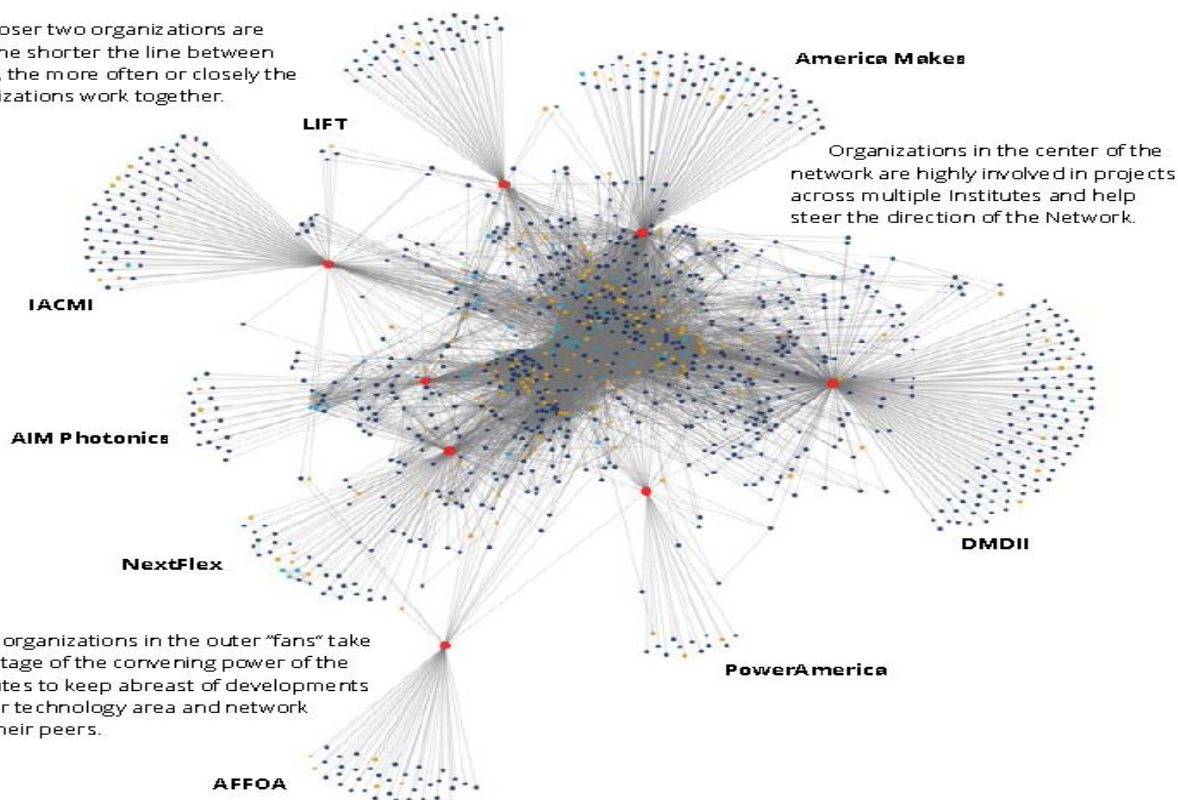 oser two organizations are
ne shorter the line between
, the more often or closely the
izations work together.
LIFT
America Makes
Organizations in the center of the
network are highly involved in projects
across multiple Institutes and help
steer the direction of the Network.
IACMI
AIM Photonics
NextFlex
DMDII
PowerAmerica
organizations in the outer “fans” take
tage of the convening power of the
utes to keep abreast of developments
r technology area and network
heir peers.
AFFOA